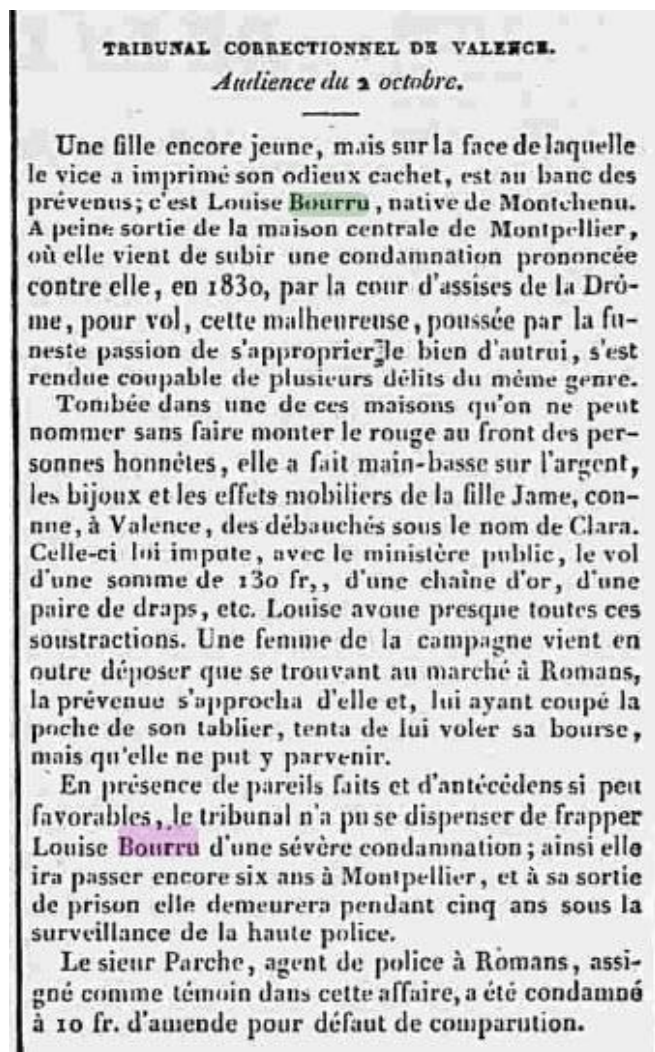 TRIBUNAL CORRECTIONNEL DE VALENCE.
Audience du 2 octobre.
Une fille encore jeune, mais sur la face de laquelle
le vice a imprimé son odieux cachet, est au banc des
prévenus; c'est Louise Bourru, native de Montchenu.
A peine sortie de la maison centrale de Montpellier,
où elle vient de subir une condamnation prononcée
contre elle, en 1830, par la cour d'assises de la Drô-
me, pour vol, cette malheureuse, poussée par la fu-
neste passion de s'approprier le bien d'autrui, s'est
rendue coupable de plusieurs délits du même genre.
Tombée dans une de ces maisons qu'on ne peut
nommer sans faire monter le rouge au front des per-
sonnes honnêtes, elle a fait main-basse sur l'argent,
les bijoux et les effets mobiliers de la fille Jame, con-
nue, à Valence, des débauchés sous le nom de Clara.
Celle-ci lui impute, avec le ministère public, le vol
d'une somme de 130 fr,, d'une chaîne d'or, d'une
paire de draps, etc. Louise avoue presque toutes ces
soustractions. Une femme de la campagne vient en
outre déposer que se trouvant au marché à Romans,
la prévenue s'approcha d'elle et, lui ayant coupé la
poche de son tablier, tenta de lui voler sa bourse,
mais qu'elle ne put y parvenir.
En présence de pareils faits et d'antécédens si peu
favorables, le tribunal n'a pu se dispenser de frapper
Louise Bourru d'une sévère condamnation; ainsi elle
ira passer encore six ans à Montpellier, et à sa sortie
de prison elle demeurera pendant cinq ans sous la
surveillance de la haute police.
Le sieur Parche, agent de police à Romans, assi-
gné comme témoin dans cette affaire, a été condamné
à 10 fr. d'amende pour défaut de comparution.